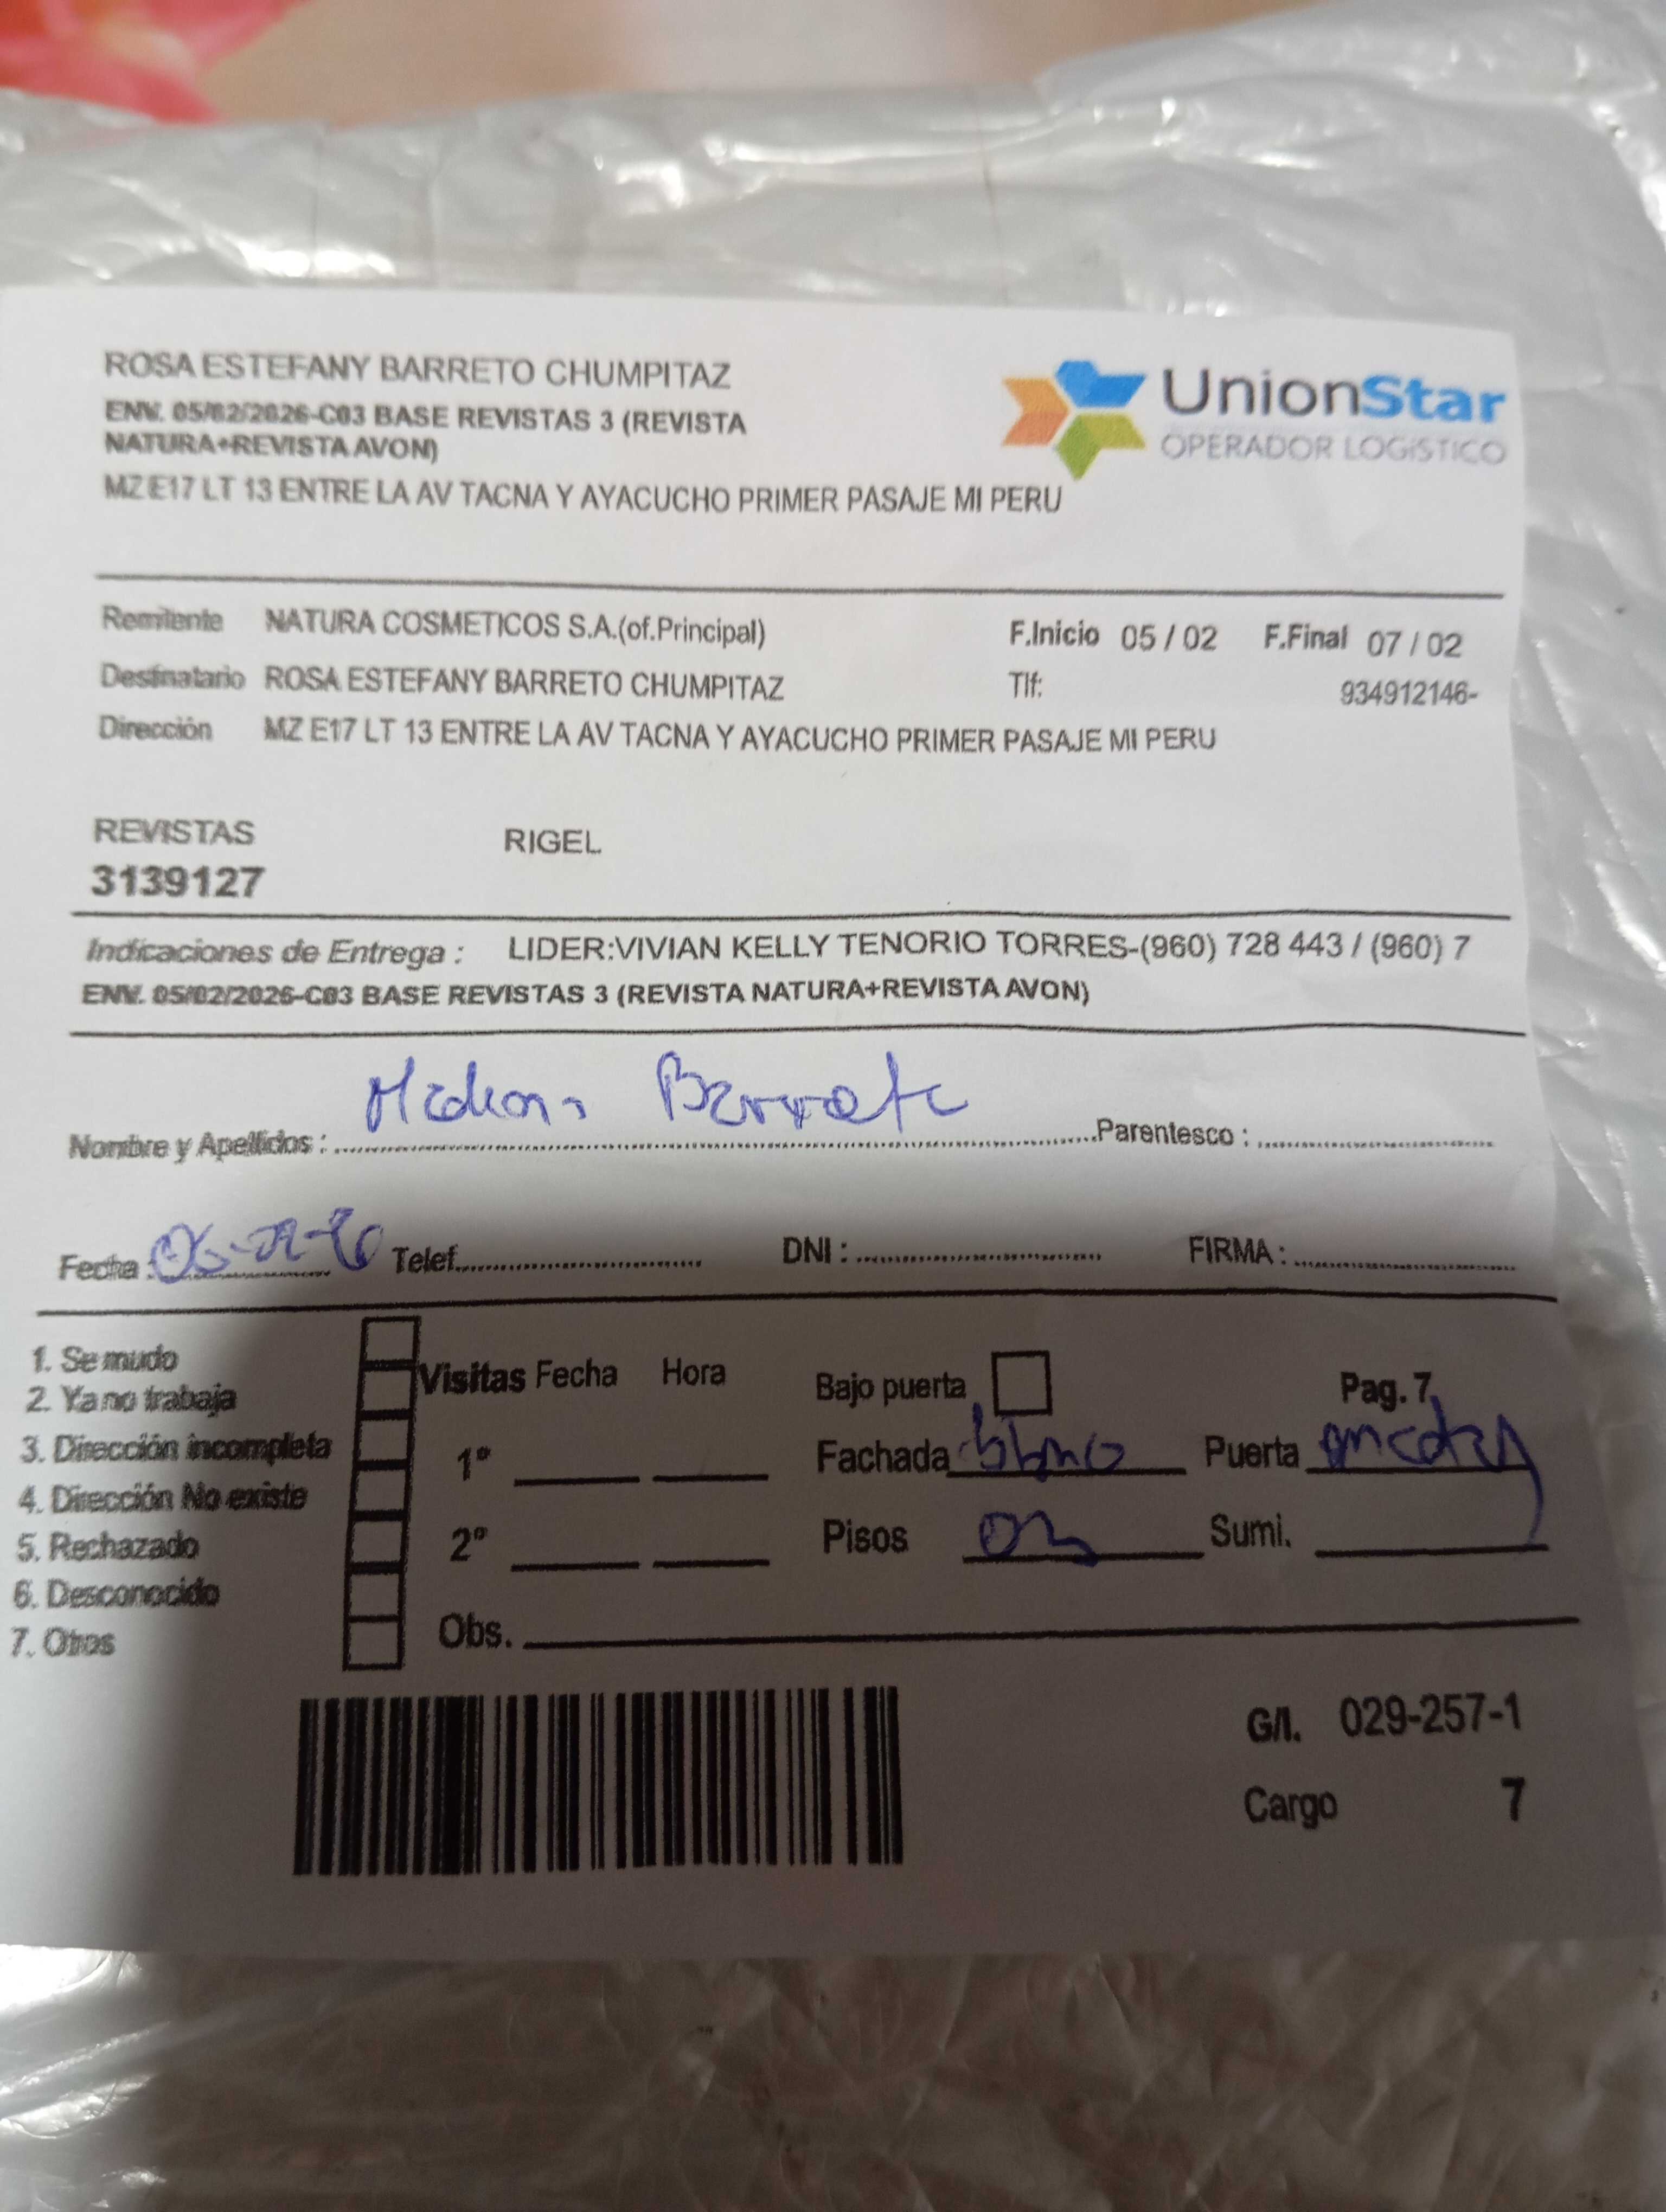 ROSA ESTEFANY BARRETO CHUMPITAZ
UnionStar
ENV. 05/02/2026-C03 BASE REVISTAS 3 (REVISTA
NATURA+REVISTA AVON)
OPERADOR LOGÍSTICO
MZ E17 LT 13 ENTRE LA AV TACNA Y AYACUCHO PRIMER PASAJE MI PERU
Remitente NATURA COSMETICOS S.A.(of.Principal) F.Inicio 05 / 02 F.Final 07 / 02
Destinatario ROSA ESTEFANY BARRETO CHUMPITAZ Tlf: 934912146-
Dirección MZ E17 LT 13 ENTRE LA AV TACNA Y AYACUCHO PRIMER PASAJE MI PERU
REVISTAS RIGEL
3139127
Indicaciones de Entrega : LIDER:VIVIAN KELLY TENORIO TORRES-(960) 728 443 / (960) 7
ENV. 05/02/2026-C03 BASE REVISTAS 3 (REVISTA NATURA+REVISTA AVON)
Nombre y Apellidos : Parentesco :
Fecha : Telef. DNI : FIRMA :
1. Se mudo
2. Ya no trabaja
3. Dirección incompleta
4. Dirección No existe
5. Rechazado
6. Desconocido
7. Otros
Visitas Fecha Hora Bajo puerta Pag. 7
1° Fachada blanco Puerta
2° Pisos Sumi.
Obs.
G/I. 029-257-1
Cargo 7